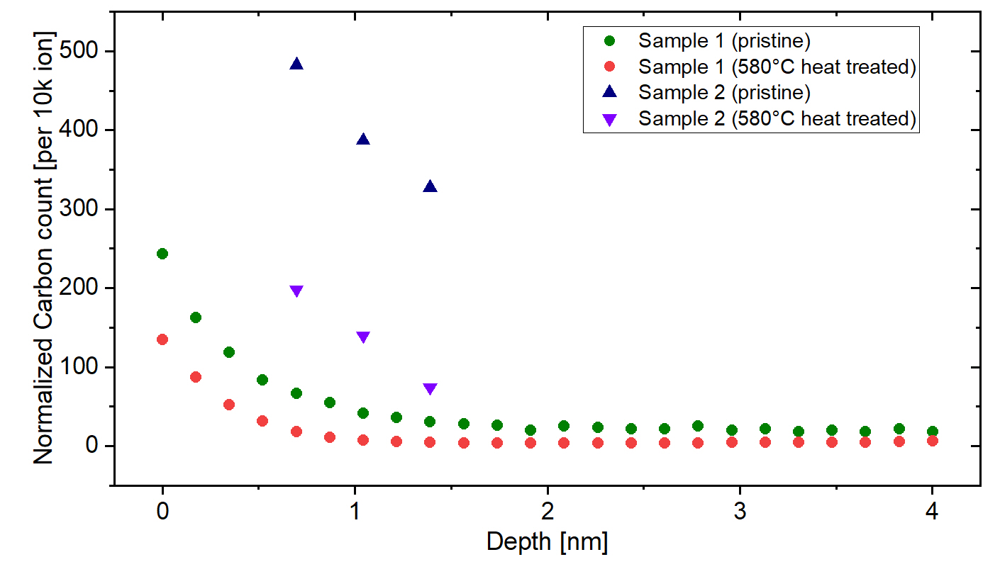 Normalized Carbon count [per 10k ion]
500
400
300
200
100
0
Sample 1 (pristine)
Sample 1 (580°C heat treated)
Sample 2 (pristine)
Sample 2 (580°C heat treated)
0 1 2 3 4
Depth [nm]